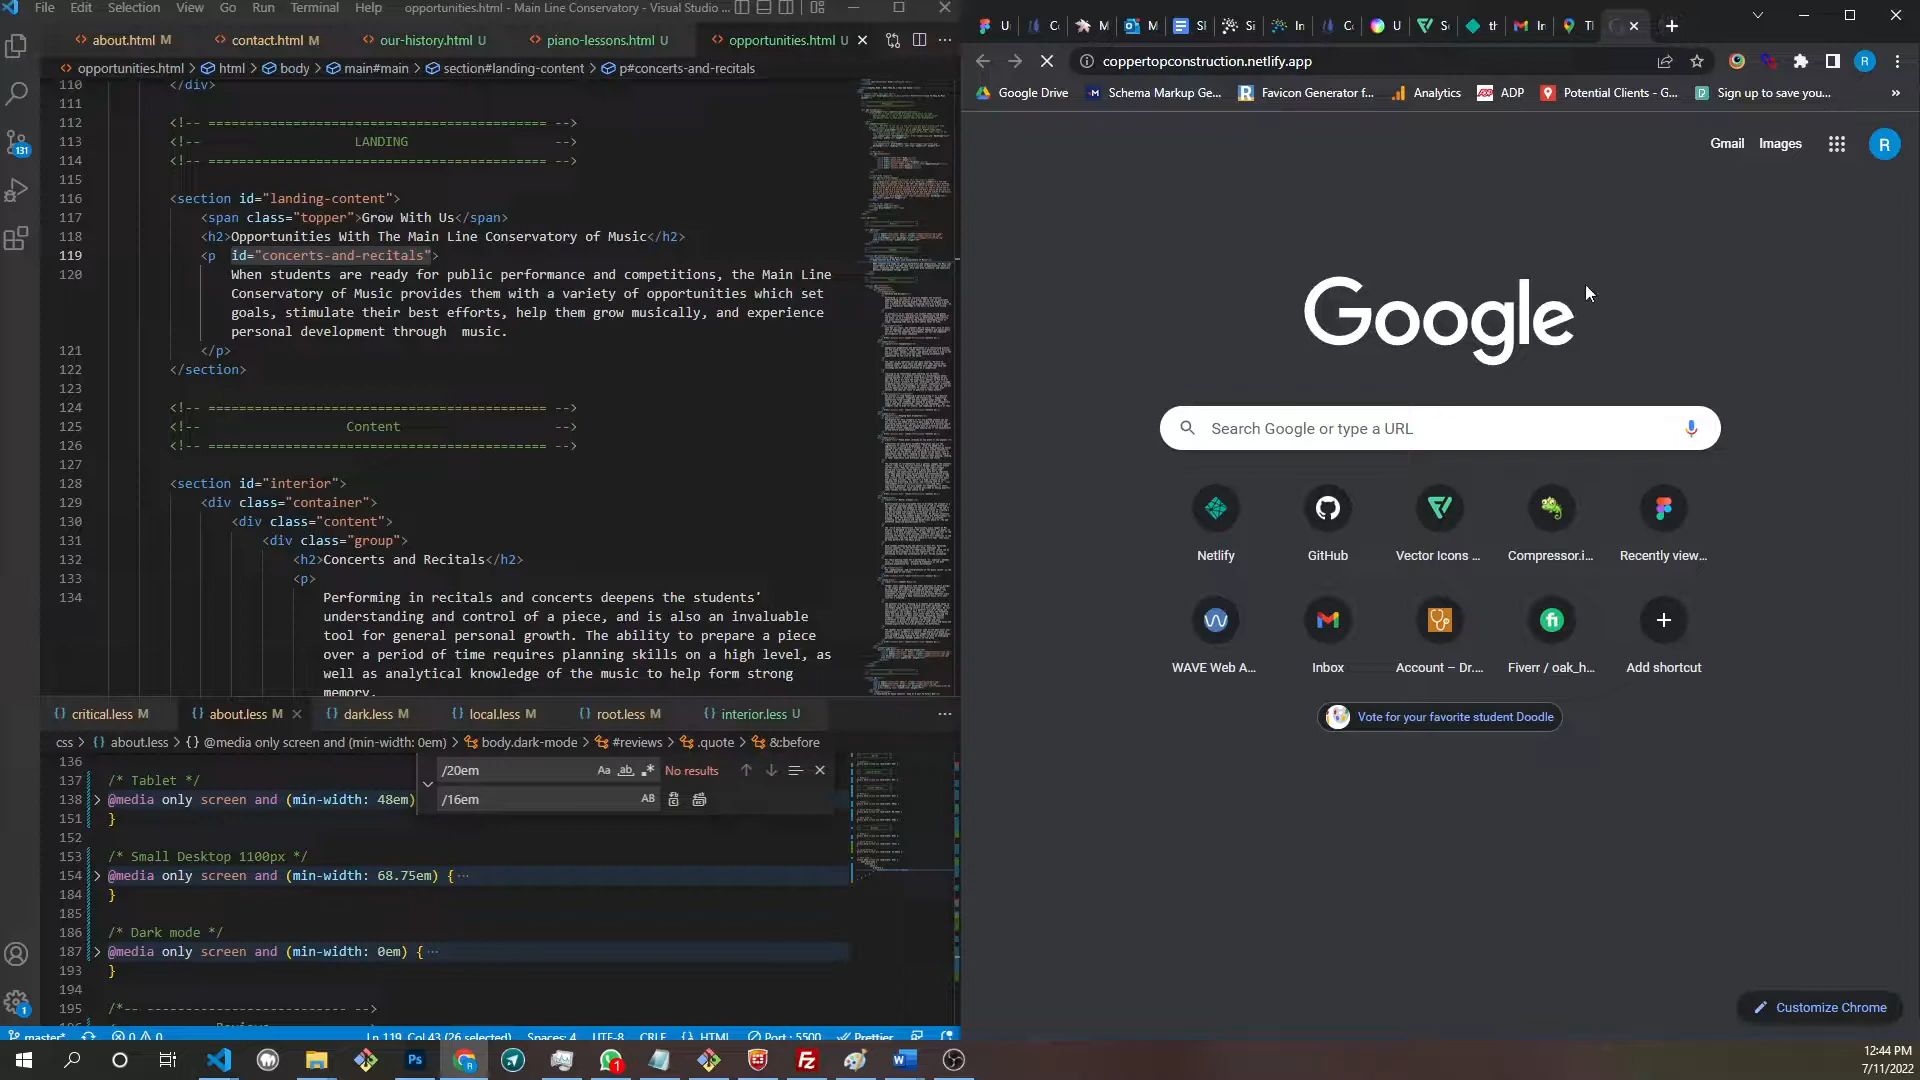 File Edit Selection View Go Run Terminal Help opportunities.html - Main Line Conservatory - Visual Studio ...
about.html M contact.html M our-history.html U piano-lessons.html U opportunities.html U
opportunities.html > html > body > main#main > section#landing-content > p#concerts-and-recitals
110 </div>
111
112 <!-- ============================================ -->
113 <!-- LANDING -->
114 <!-- ============================================ -->
115
116 <section id="landing-content">
117 <span class="topper">Grow With Us</span>
118 <h2>Opportunities With The Main Line Conservatory of Music</h2>
119 <p id="concerts-and-recitals">
120 When students are ready for public performance and competitions, the Main Line
Conservatory of Music provides them with a variety of opportunities which set
goals, stimulate their best efforts, help them grow musically, and experience
personal development through music.
121 </p>
122 </section>
123
124 <!-- ============================================ -->
125 <!-- Content -->
126 <!-- ============================================ -->
127
128 <section id="interior">
129 <div class="container">
130 <div class="content">
131 <div class="group">
132 <h2>Concerts and Recitals</h2>
133 <p>
134 Performing in recitals and concerts deepens the students'
understanding and control of a piece, and is also an invaluable
tool for general personal growth. The ability to prepare a piece
over a period of time requires planning skills on a high level, as
well as analytical knowledge of the music to help form strong
memory.
critical.less M about.less M dark.less M local.less M root.less M interior.less U
css > about.less > @media only screen and (min-width: 0em) > body.dark-mode > #reviews > .quote > &:before
136
137 /* Tablet */
138 @media only screen and (min-width: 48em)
151 }
152
153 /* Small Desktop 1100px */
154 @media only screen and (min-width: 68.75em) { ...
184 }
185
186 /* Dark mode */
187 @media only screen and (min-width: 0em) { ...
193 }
194
195 /*-- -------------------------- -->
/20em Aa ab No results
/16em AB
131
1
master* 0 0 Ln 119, Col 43 (26 selected) Spaces: 4 UTF-8 CRLF HTML Port : 5500 Prettier
coppertopconstruction.netlify.app
Google Drive Schema Markup Ge... Favicon Generator f... Analytics ADP Potential Clients - G... Sign up to save you... »
Gmail Images R
Google
Search Google or type a URL
Netlify GitHub Vector Icons ... Compressor.i... Recently view...
WAVE Web A... Inbox Account – Dr... Fiverr / oak_h... Add shortcut
Vote for your favorite student Doodle
Customize Chrome
12:44 PM
7/11/2022